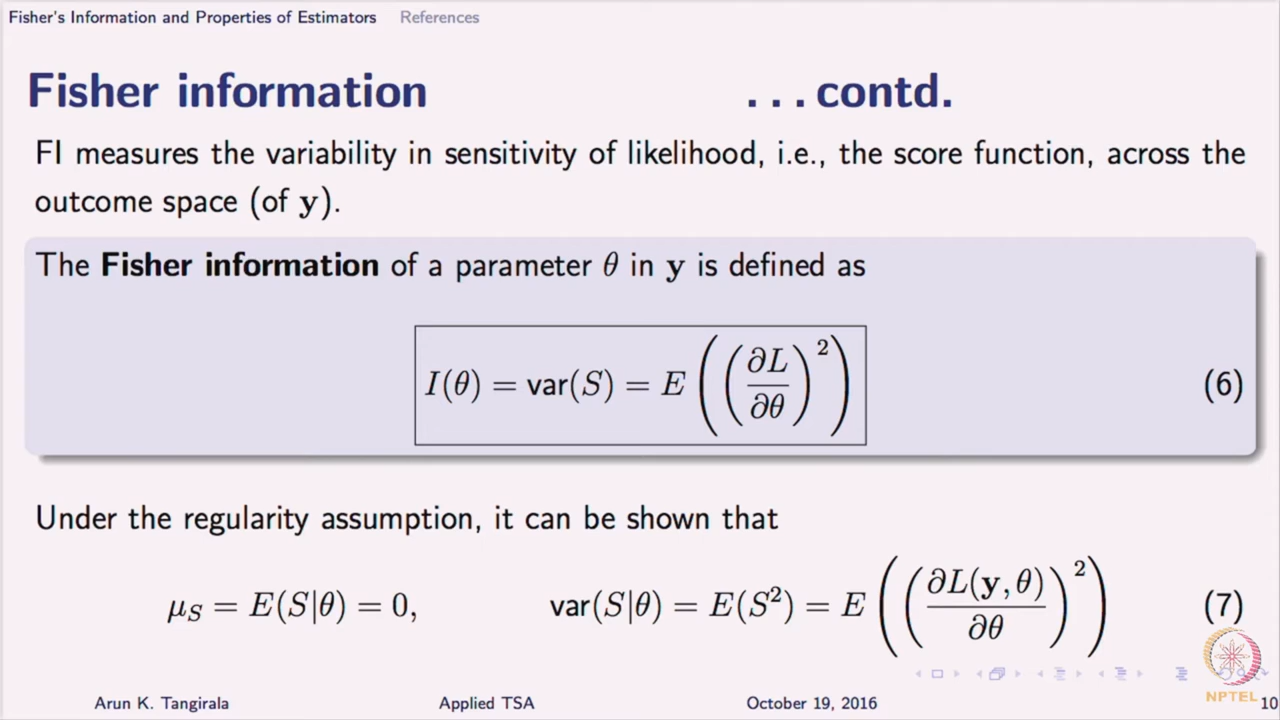 Fisher's Information and Properties of Estimators References
Fisher information ...contd.
FI measures the variability in sensitivity of likelihood, i.e., the score function, across the
outcome space (of y).
The Fisher information of a parameter θ in y is defined as
I(θ) = var(S) = E((∂L/∂θ)²) (6)
Under the regularity assumption, it can be shown that
μ_S = E(S|θ) = 0, var(S|θ) = E(S²) = E((∂L(y, θ)/∂θ)²) (7)
NPTEL
Arun K. Tangirala Applied TSA October 19, 2016 10